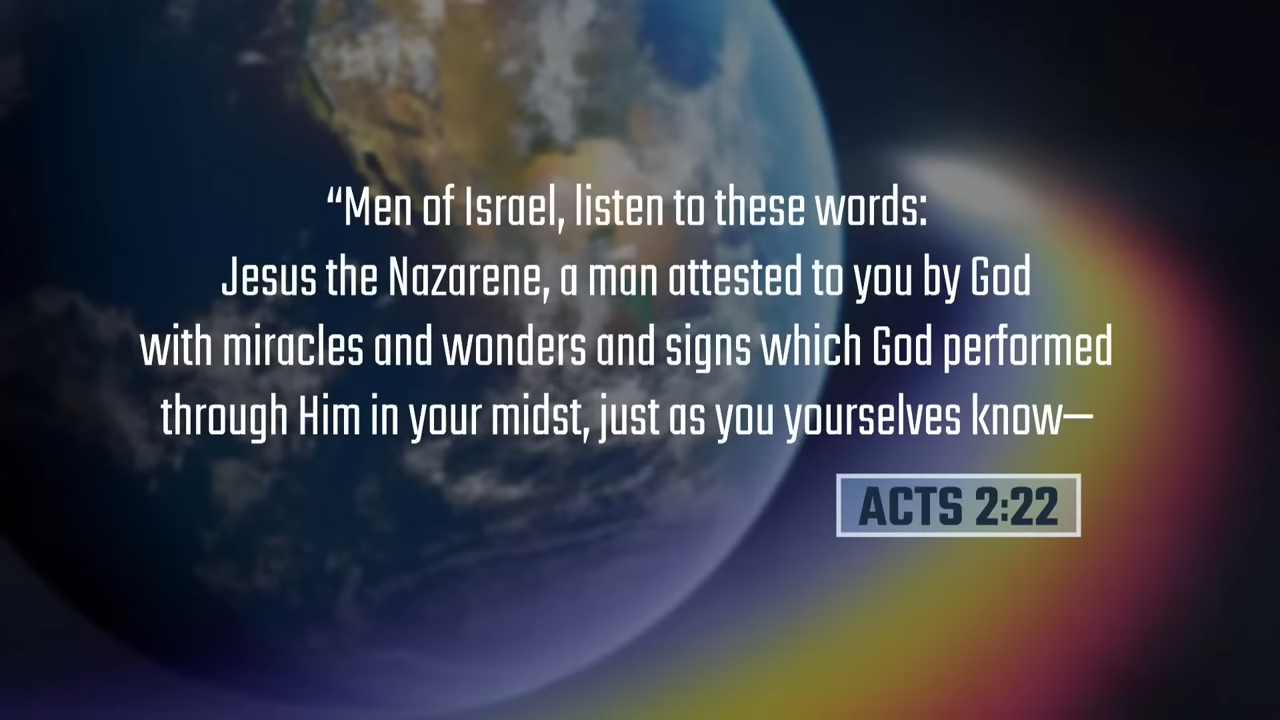 “Men of Israel, listen to these words:
Jesus the Nazarene, a man attested to you by God
with miracles and wonders and signs which God performed
through Him in your midst, just as you yourselves know—
ACTS 2:22